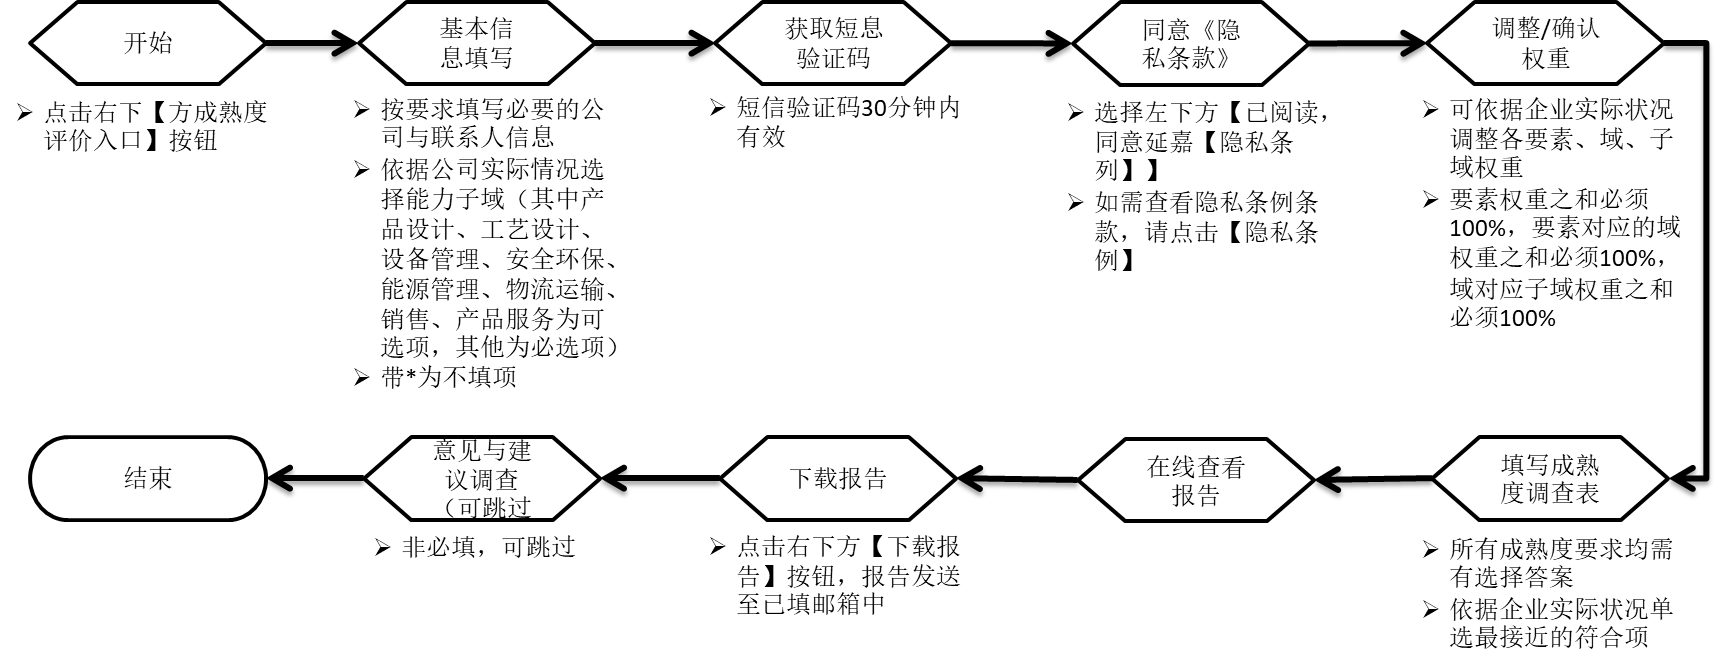 开始
点击右下【方成熟度
评价入口】按钮
基本信
息填写
按要求填写必要的公
司与联系人信息
依据公司实际情况选
择能力子域（其中产
品设计、工艺设计、
设备管理、安全环保、
能源管理、物流运输、
销售、产品服务为可
选项，其他为必选项）
带*为不填项
获取短息
验证码
短信验证码30分钟内
有效
同意《隐
私条款》
选择左下方【已阅读，
同意延嘉【隐私条
列】】
如需查看隐私条例条
款，请点击【隐私条
例】
调整/确认
权重
可依据企业实际状况
调整各要素、域、子
域权重
要素权重之和必须
100%，要素对应的域
权重之和必须100%，
域对应子域权重之和
必须100%
填写成熟
度调查表
所有成熟度要求均需
有选择答案
依据企业实际状况单
选最接近的符合项
在线查看
报告
下载报告
点击右下方【下载报
告】按钮，报告发送
至已填邮箱中
意见与建
议调查
（可跳过
非必填，可跳过
结束